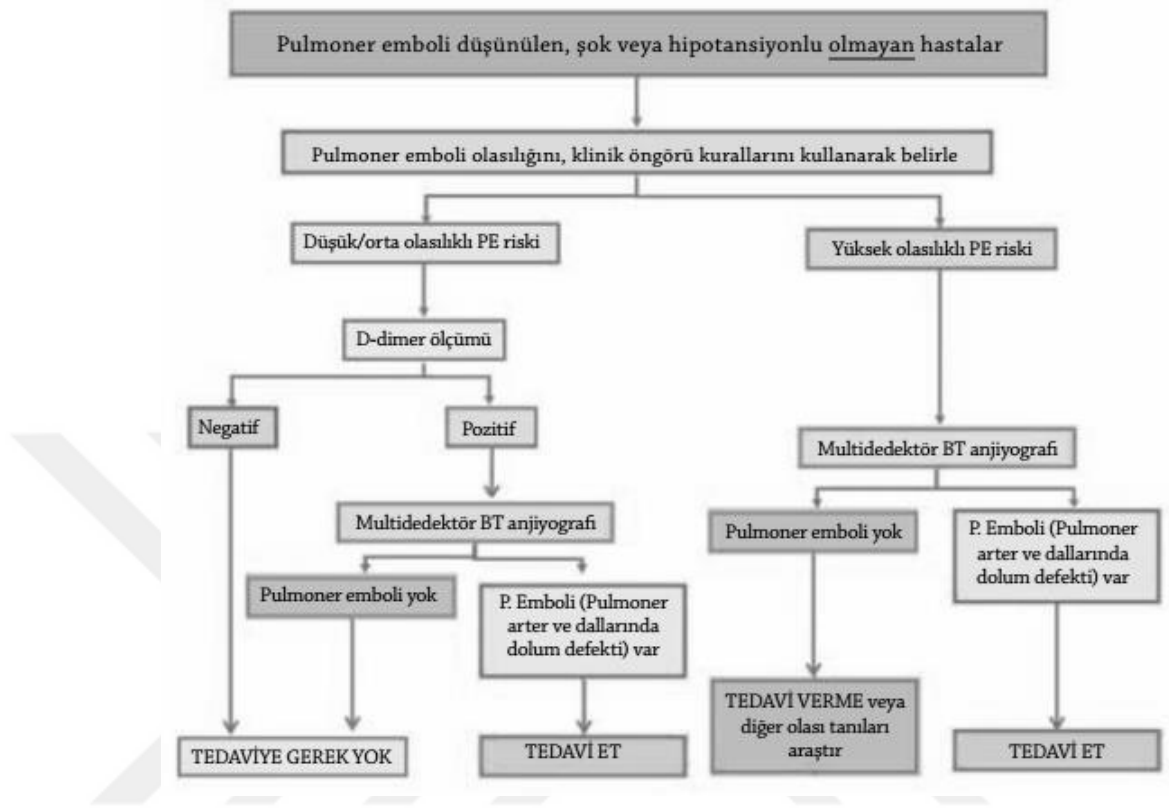 Pulmoner emboli düşünülen, şok veya hipotansiyonlu olmayan hastalar
Pulmoner emboli olasılığını, klinik öngörü kurallarını kullanarak belirle
Düşük/orta olasılıklı PE riski
Yüksek olasılıklı PE riski
D-dimer ölçümü
Negatif
Pozitif
Multidedektör BT anjiyografi
Multidedektör BT anjiyografi
Pulmoner emboli yok
P. Emboli (Pulmoner
arter ve dallarında
dolum defekti) var
Pulmoner emboli yok
P. Emboli (Pulmoner
arter ve dallarında
dolum defekti) var
TEDAVİYE GEREK YOK
TEDAVİ ET
TEDAVİ VERME veya
diğer olası tanıları
araştır
TEDAVİ ET